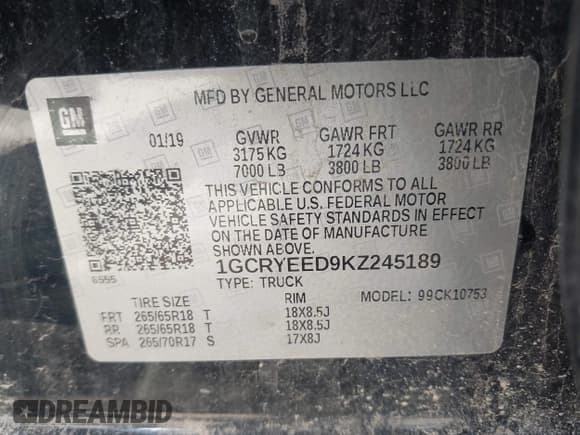 GM
MFD BY GENERAL MOTORS LLC
01/19 GVWR GAWR FRT GAWR RR
3175 KG 1724 KG 1724 KG
7000 LB 3800 LB 3800 LB
THIS VEHICLE CONFORMS TO ALL
APPLICABLE U.S. FEDERAL MOTOR
VEHICLE SAFETY STANDARDS IN EFFECT
ON THE DATE OF MANUFACTURE
SHOWN ABOVE.
6555 1GCRYEED9KZ245189
TYPE: TRUCK MODEL: 99CK10753
TIRE SIZE RIM
FRT 265/65R18 T 18X8.5J
RR 265/65R18 T 18X8.5J
SPA 265/70R17 S 17X8J
DREAMBID